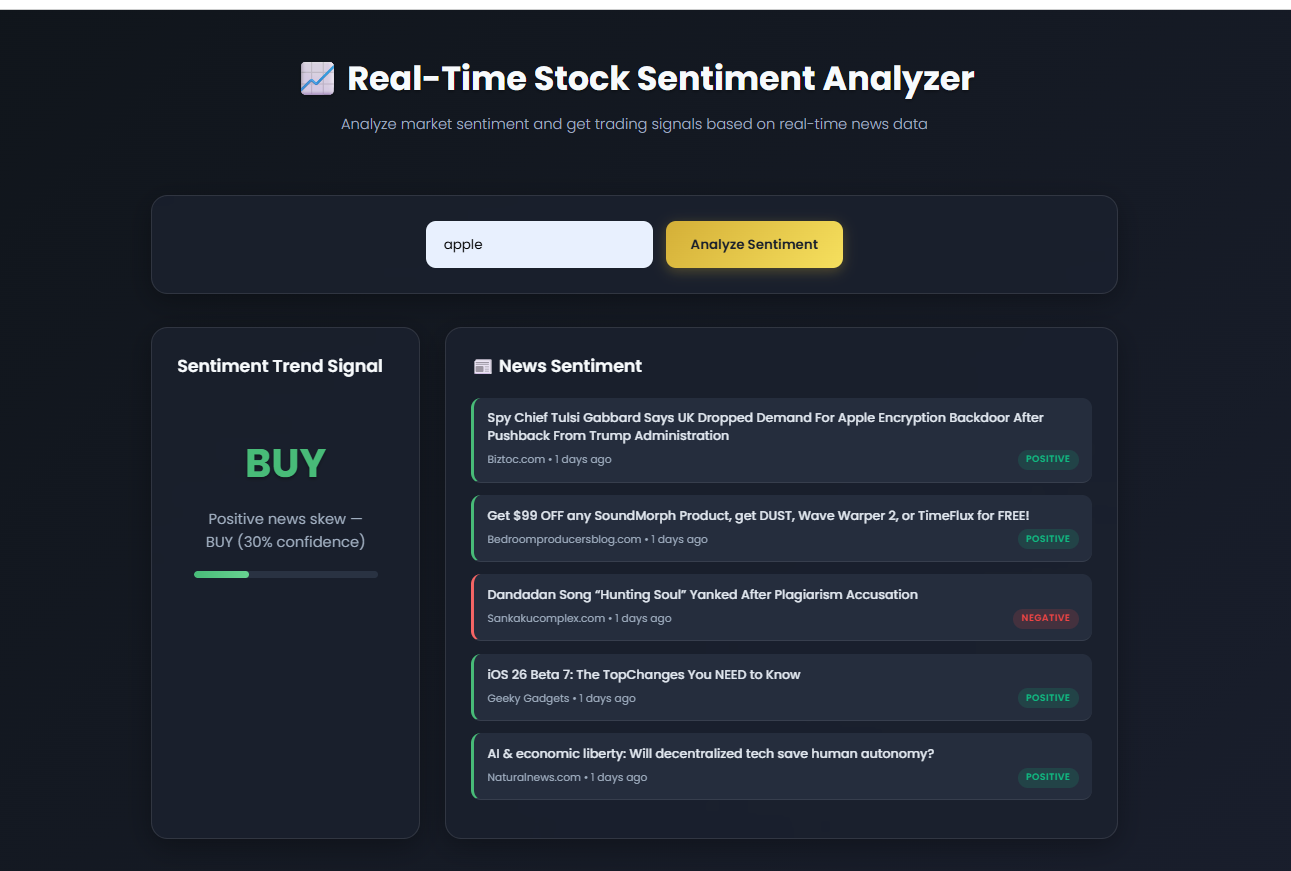 Real-Time Stock Sentiment Analyzer
Analyze market sentiment and get trading signals based on real-time news data
apple
Analyze Sentiment
Sentiment Trend Signal
BUY
Positive news skew —
BUY (30% confidence)
News Sentiment
Spy Chief Tulsi Gabbard Says UK Dropped Demand For Apple Encryption Backdoor After
Pushback From Trump Administration
Biztoc.com • 1 days ago
POSITIVE
Get $99 OFF any SoundMorph Product, get DUST, Wave Warper 2, or TimeFlux for FREE!
Bedroomproducersblog.com • 1 days ago
POSITIVE
Dandadan Song “Hunting Soul” Yanked After Plagiarism Accusation
Sankakucomplex.com • 1 days ago
NEGATIVE
iOS 26 Beta 7: The TopChanges You NEED to Know
Geeky Gadgets • 1 days ago
POSITIVE
AI & economic liberty: Will decentralized tech save human autonomy?
Naturalnews.com • 1 days ago
POSITIVE